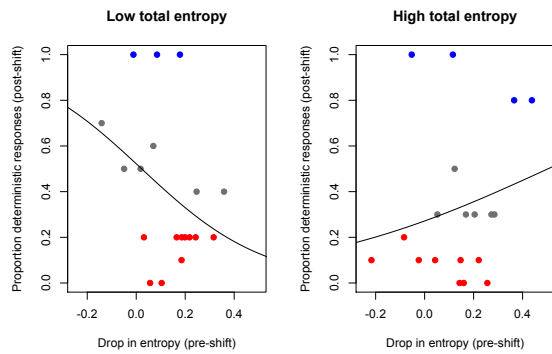 Low total entropy
High total entropy
Proportion deterministic responses (post-shift)
1.0
0.8
0.6
0.4
0.2
0.0
-0.2 0.0 0.2 0.4
Drop in entropy (pre-shift)
Proportion deterministic responses (post-shift)
1.0
0.8
0.6
0.4
0.2
0.0
-0.2 0.0 0.2 0.4
Drop in entropy (pre-shift)